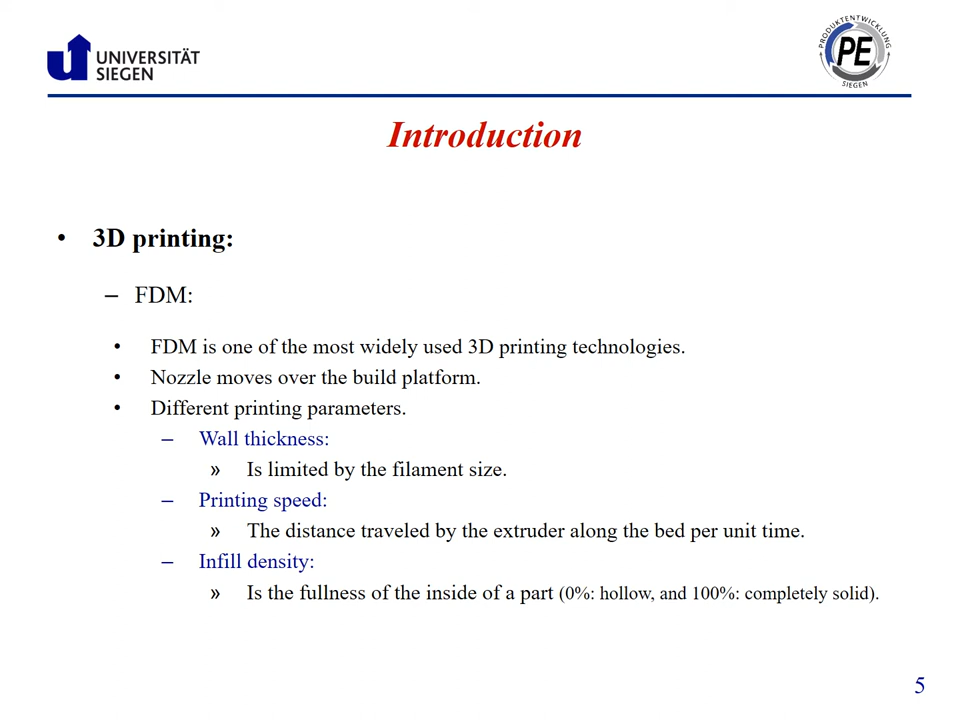 UNIVERSITÄT
SIEGEN
PRODUKTENTWICKLUNG
PE
SIEGEN
Introduction
• 3D printing:
– FDM:
• FDM is one of the most widely used 3D printing technologies.
• Nozzle moves over the build platform.
• Different printing parameters.
– Wall thickness:
» Is limited by the filament size.
– Printing speed:
» The distance traveled by the extruder along the bed per unit time.
– Infill density:
» Is the fullness of the inside of a part (0%: hollow, and 100%: completely solid).
5